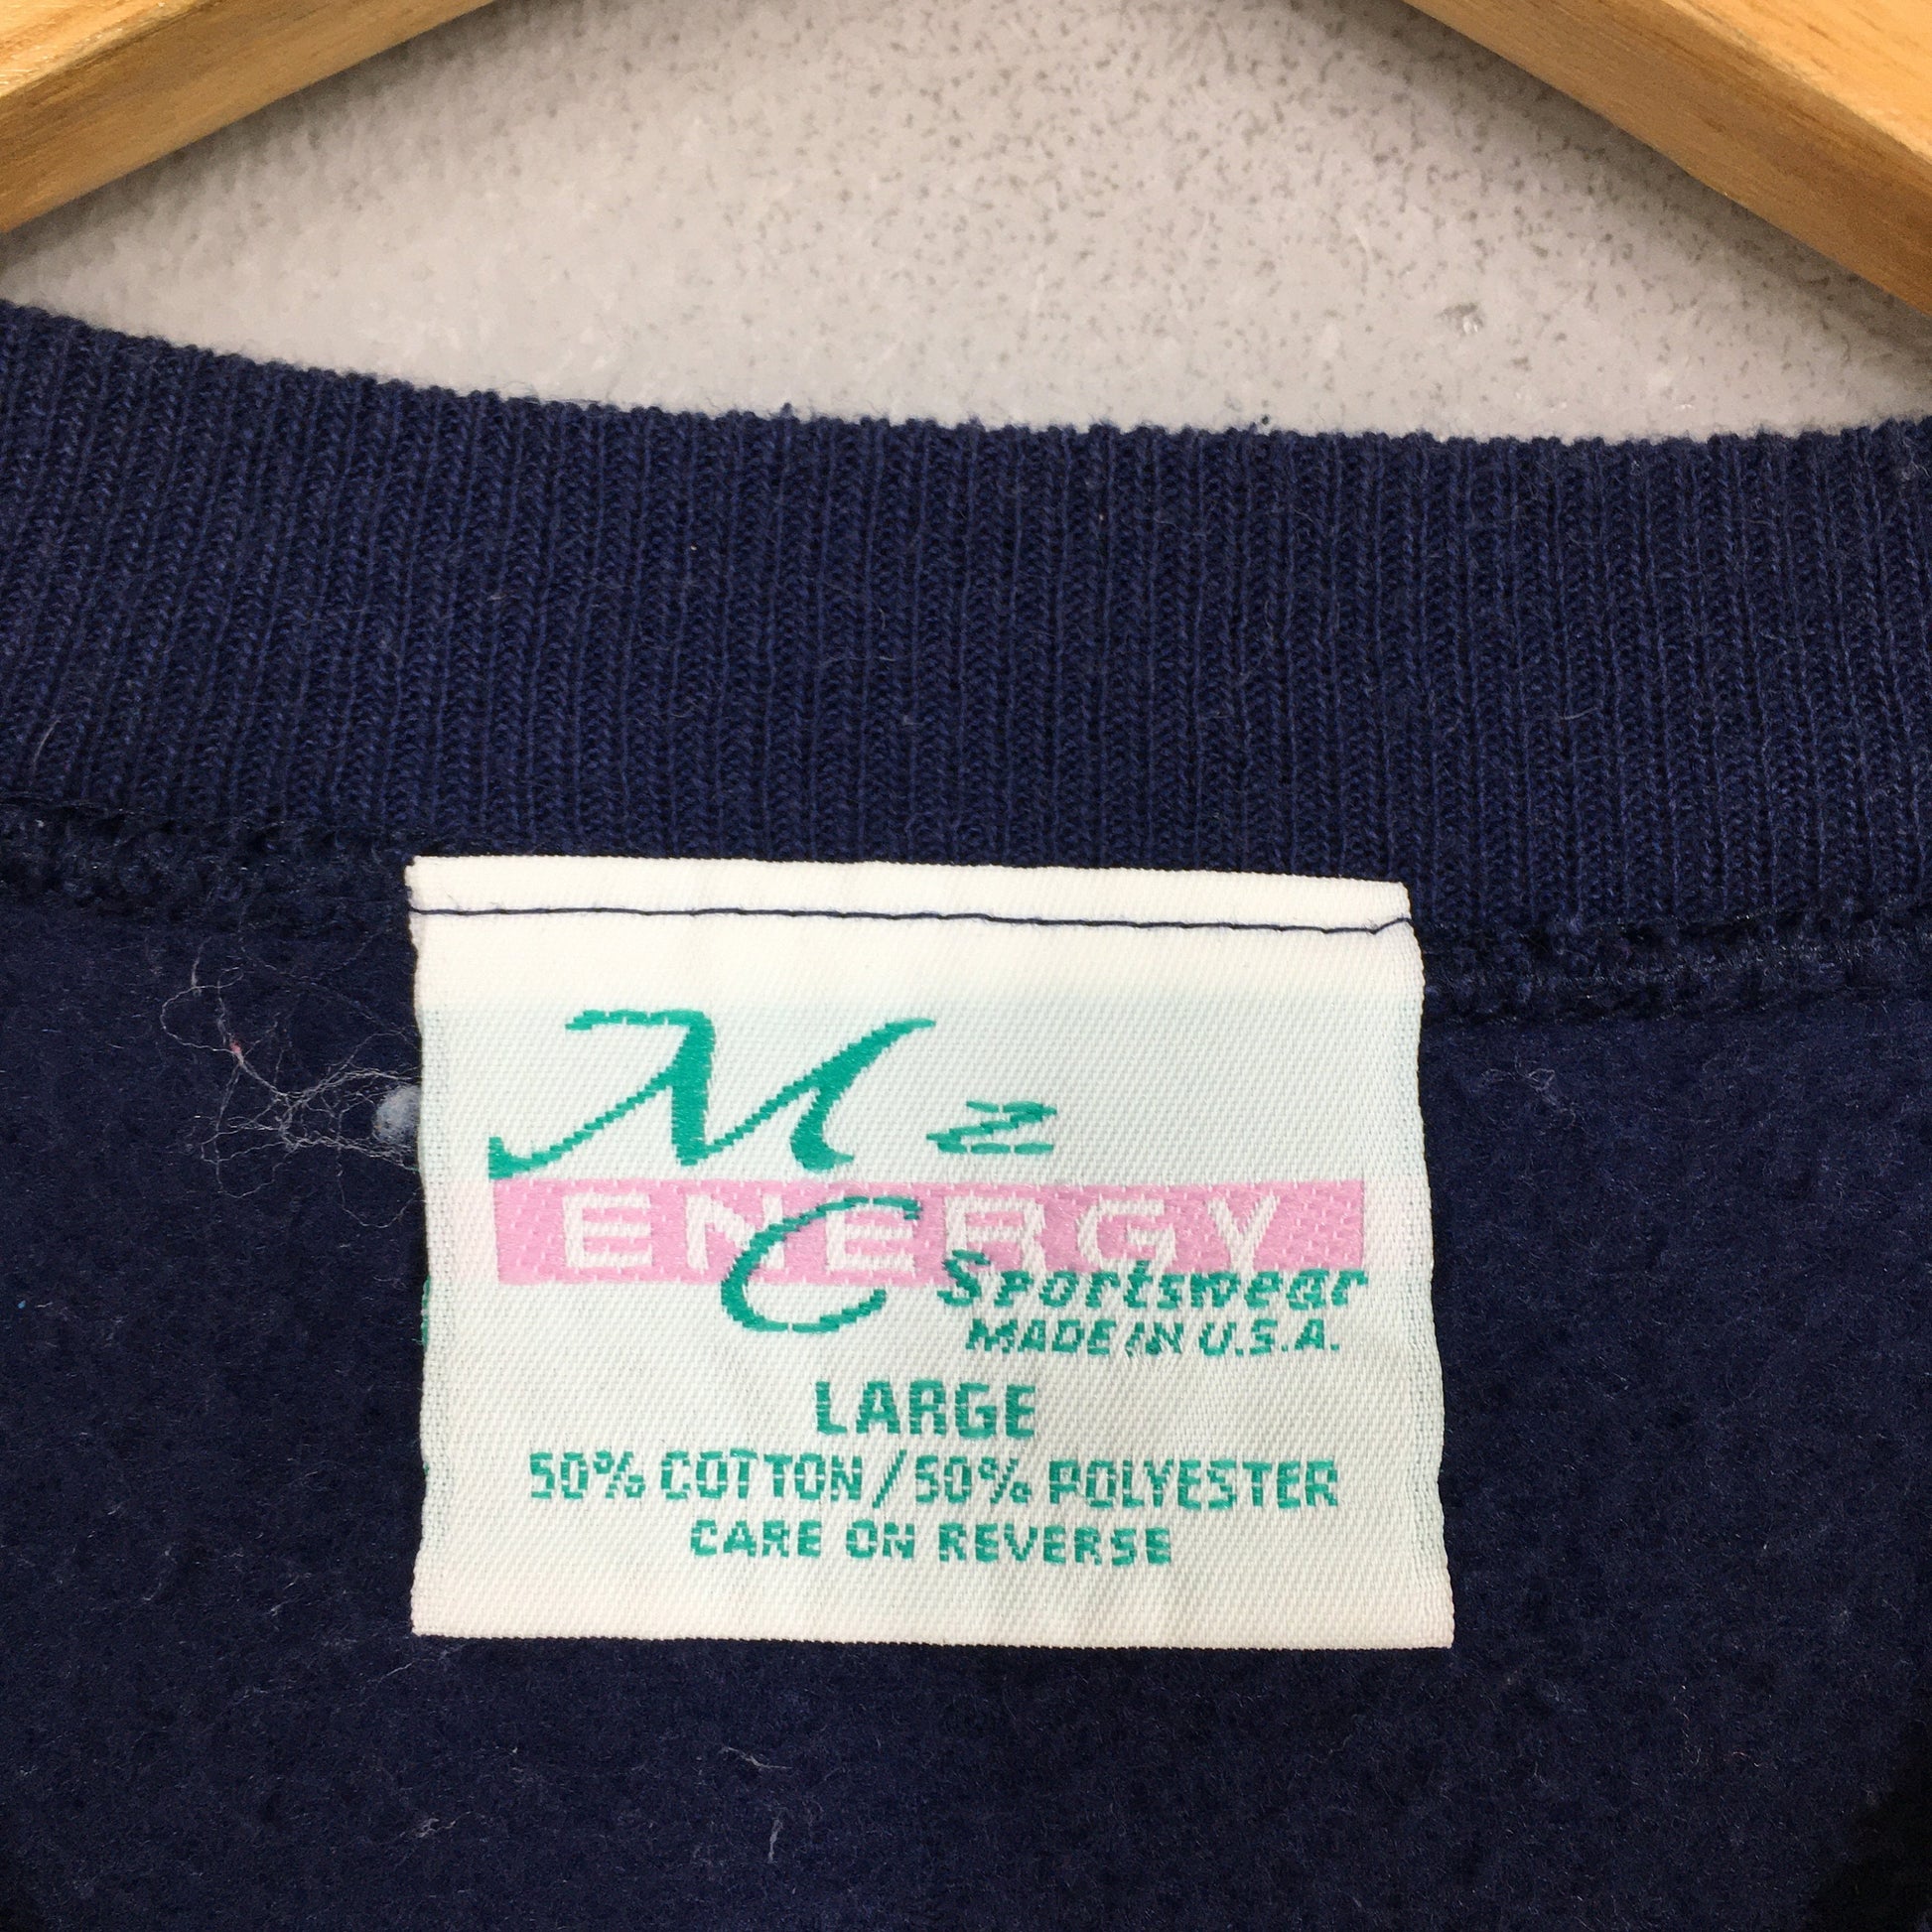 M z
ENERGY
C Sportswear
MADE IN U.S.A.
LARGE
50% COTTON / 50% POLYESTER
CARE ON REVERSE